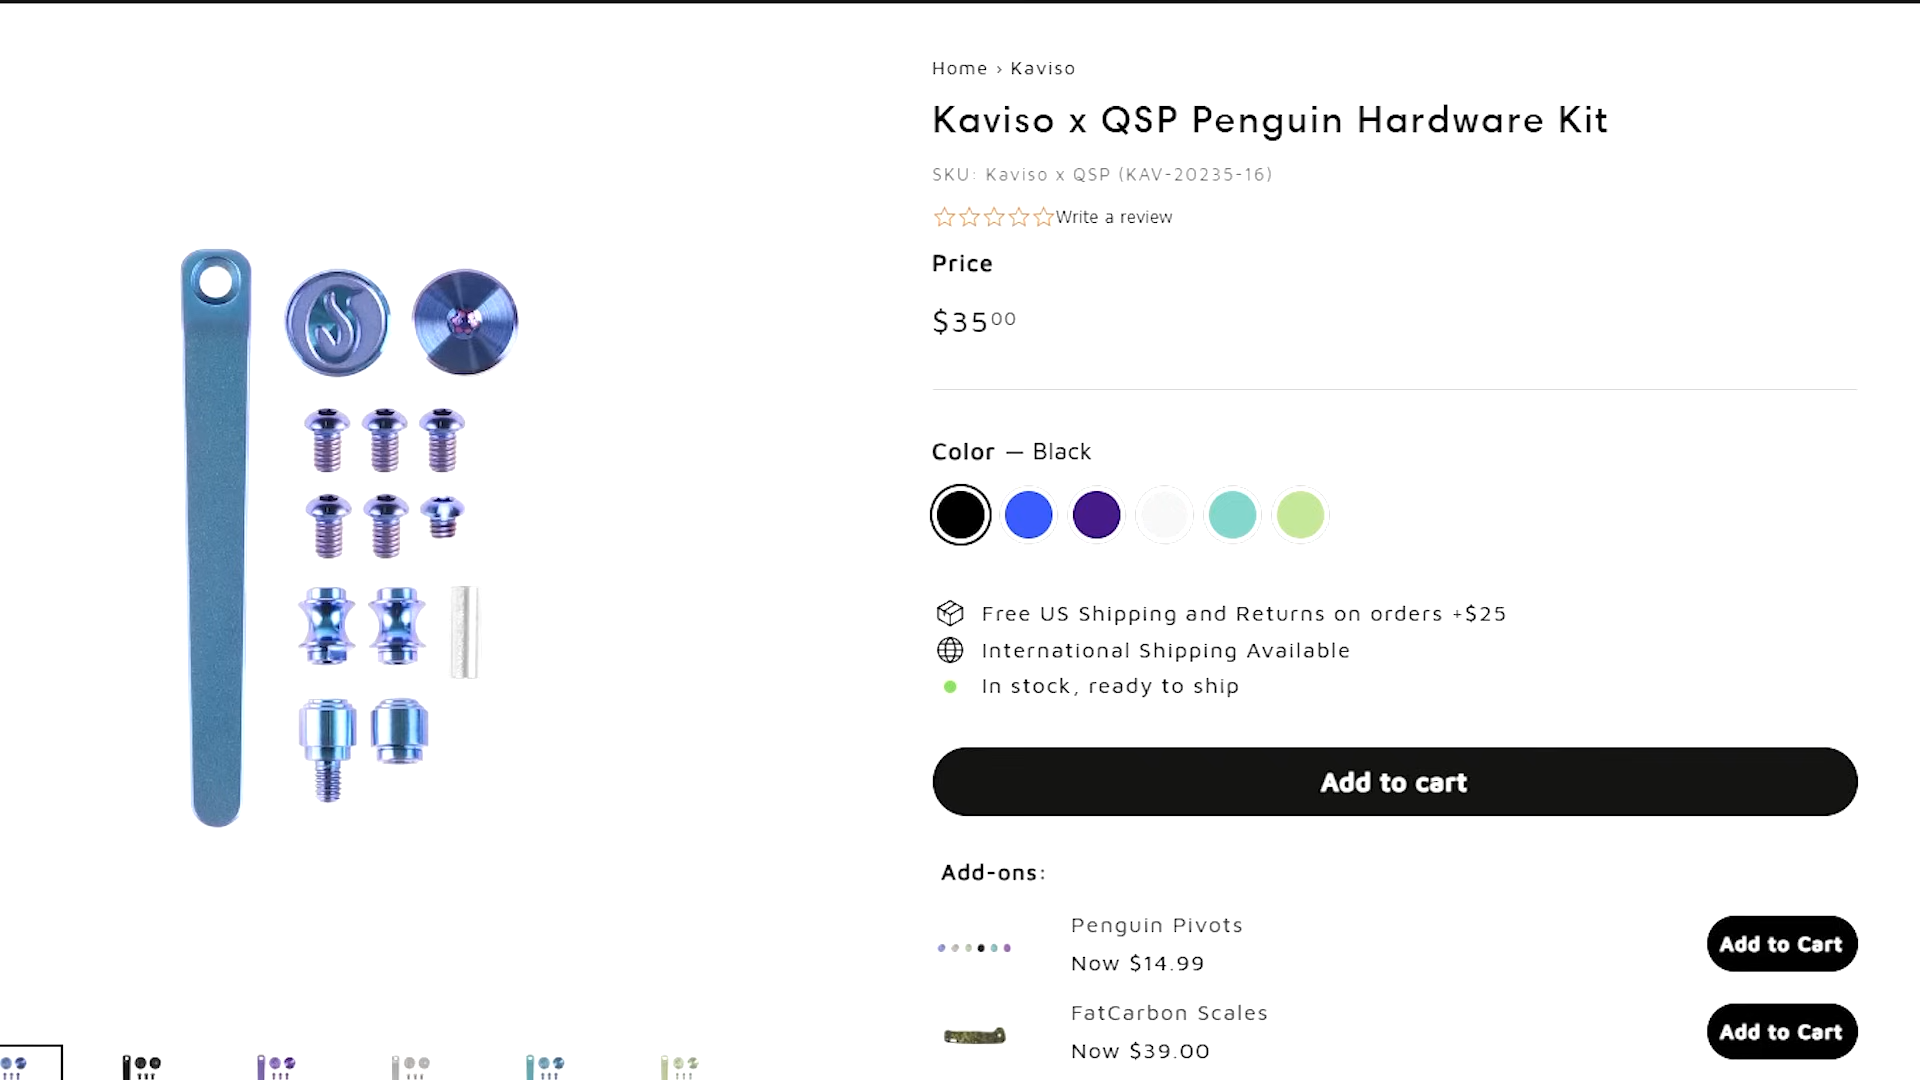 Home › Kaviso
Kaviso x QSP Penguin Hardware Kit
SKU: Kaviso x QSP (KAV-20235-16)
Write a review
Price
$3500
Color — Black
Free US Shipping and Returns on orders +$25
International Shipping Available
In stock, ready to ship
Add to cart
Add-ons:
Penguin Pivots
Now $14.99
Add to Cart
FatCarbon Scales
Now $39.00
Add to Cart